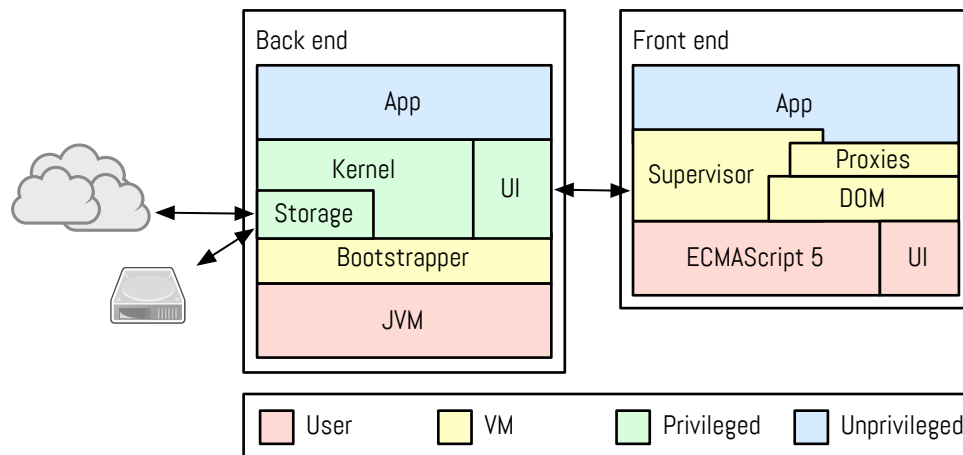 Back end
App
Kernel
UI
Storage
Bootstrapper
JVM
Front end
App
Supervisor
Proxies
DOM
ECMAScript 5
UI
User
VM
Privileged
Unprivileged